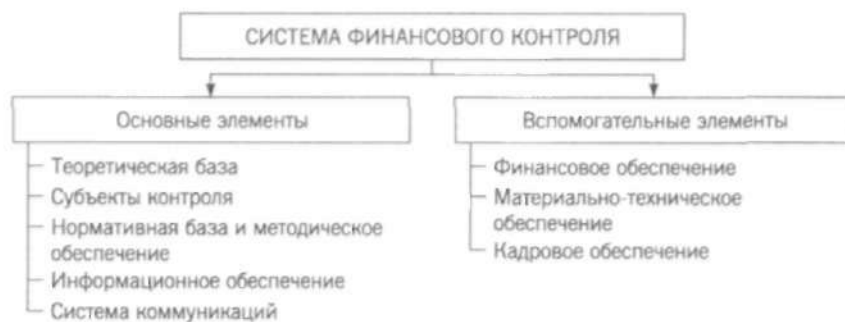 СИСТЕМА ФИНАНСОВОГО КОНТРОЛЯ
Основные элементы
Теоретическая база
Субъекты контроля
Нормативная база и методическое
обеспечение
Информационное обеспечение
Система коммуникаций
Вспомогательные элементы
Финансовое обеспечение
Материально-техническое
обеспечение
Кадровое обеспечение